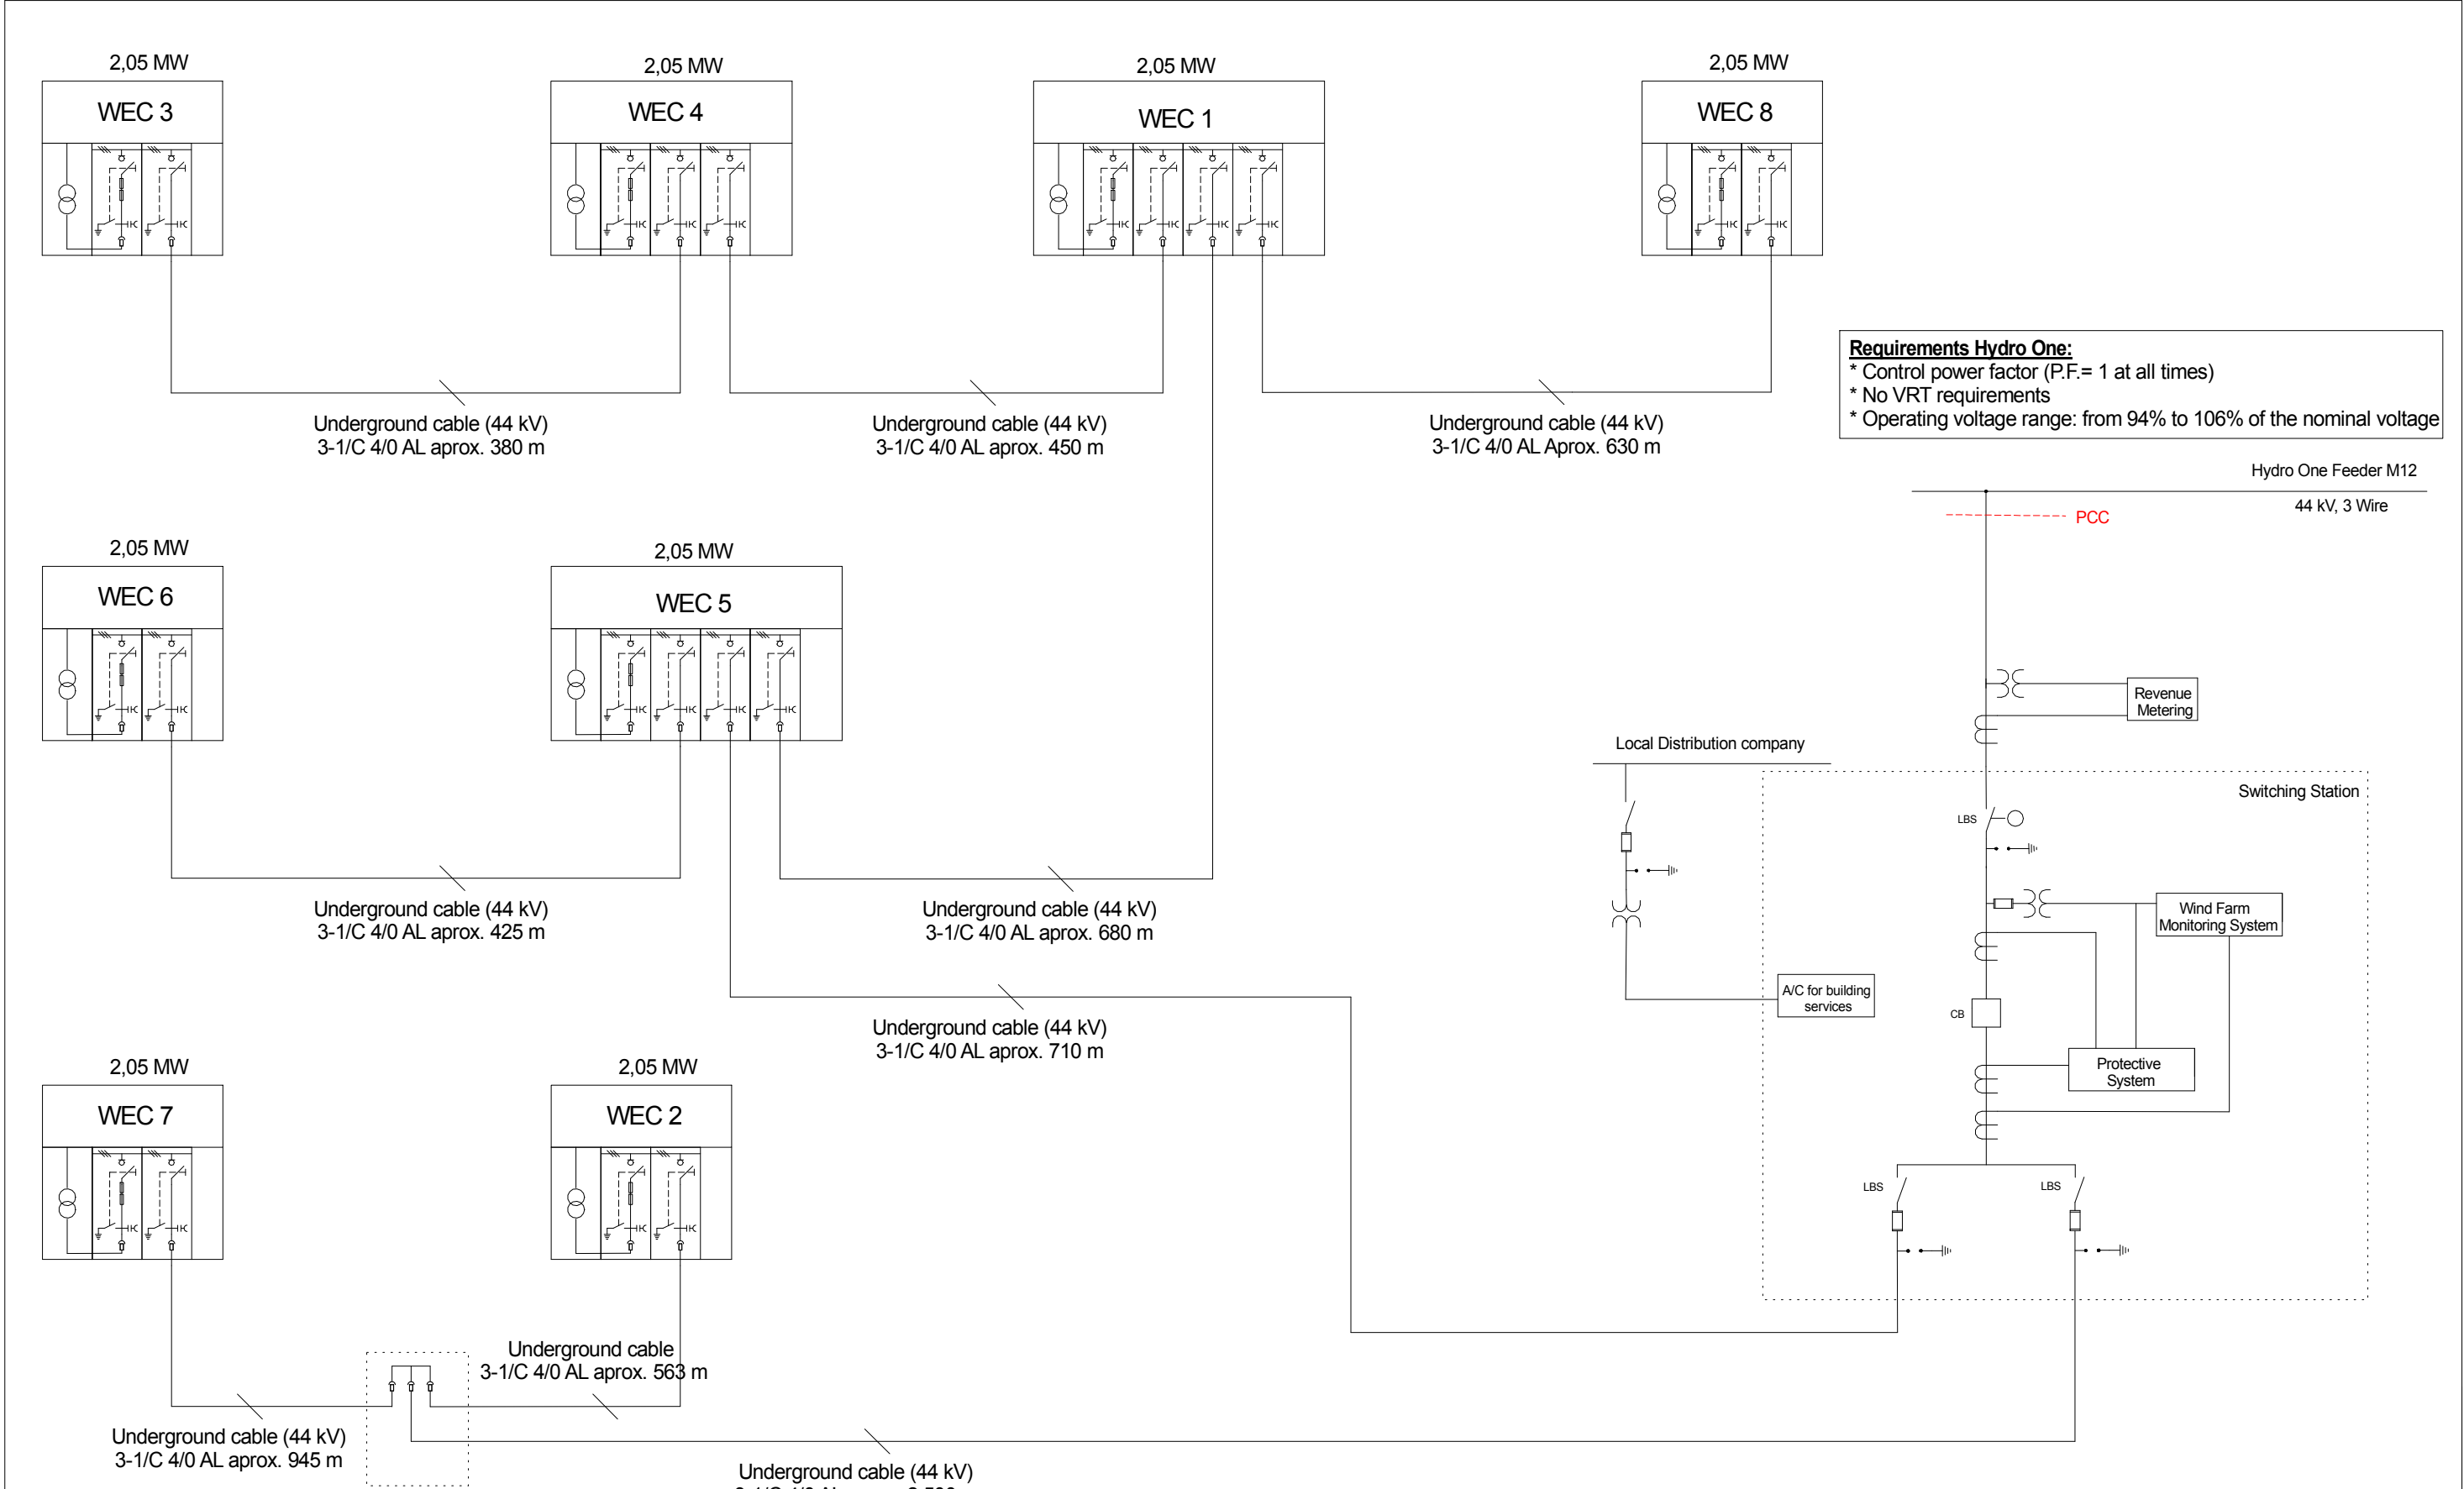 2,05 MW
2,05 MW
2,05 MW
2,05 MW
WEC 3
WEC 4
WEC 1
WEC 8
Underground cable (44 kV)
3-1/C 4/0 AL aprox. 380 m
Underground cable (44 kV)
3-1/C 4/0 AL aprox. 450 m
Underground cable (44 kV)
3-1/C 4/0 AL Aprox. 630 m
Requirements Hydro One:
* Control power factor (P.F.= 1 at all times)
* No VRT requirements
* Operating voltage range: from 94% to 106% of the nominal voltage
Hydro One Feeder M12
44 kV, 3 Wire
PCC
2,05 MW
2,05 MW
WEC 6
WEC 5
Revenue
Metering
Local Distribution company
Switching Station
LBS
Underground cable (44 kV)
3-1/C 4/0 AL aprox. 425 m
Underground cable (44 kV)
3-1/C 4/0 AL aprox. 680 m
Wind Farm
Monitoring System
A/C for building
services
CB
Underground cable (44 kV)
3-1/C 4/0 AL aprox. 710 m
Protective
System
2,05 MW
2,05 MW
WEC 7
WEC 2
LBS
LBS
Underground cable
3-1/C 4/0 AL aprox. 563 m
Underground cable (44 kV)
3-1/C 4/0 AL aprox. 945 m
Underground cable (44 kV)